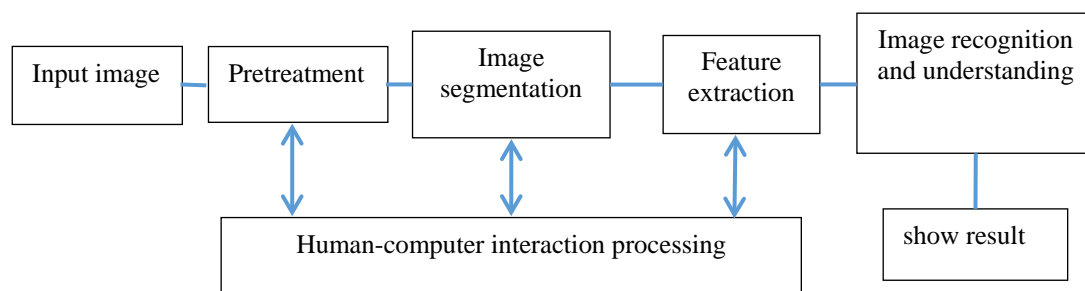 Input image
Pretreatment
Image
segmentation
Feature
extraction
Image recognition
and understanding
Human-computer interaction processing
show result